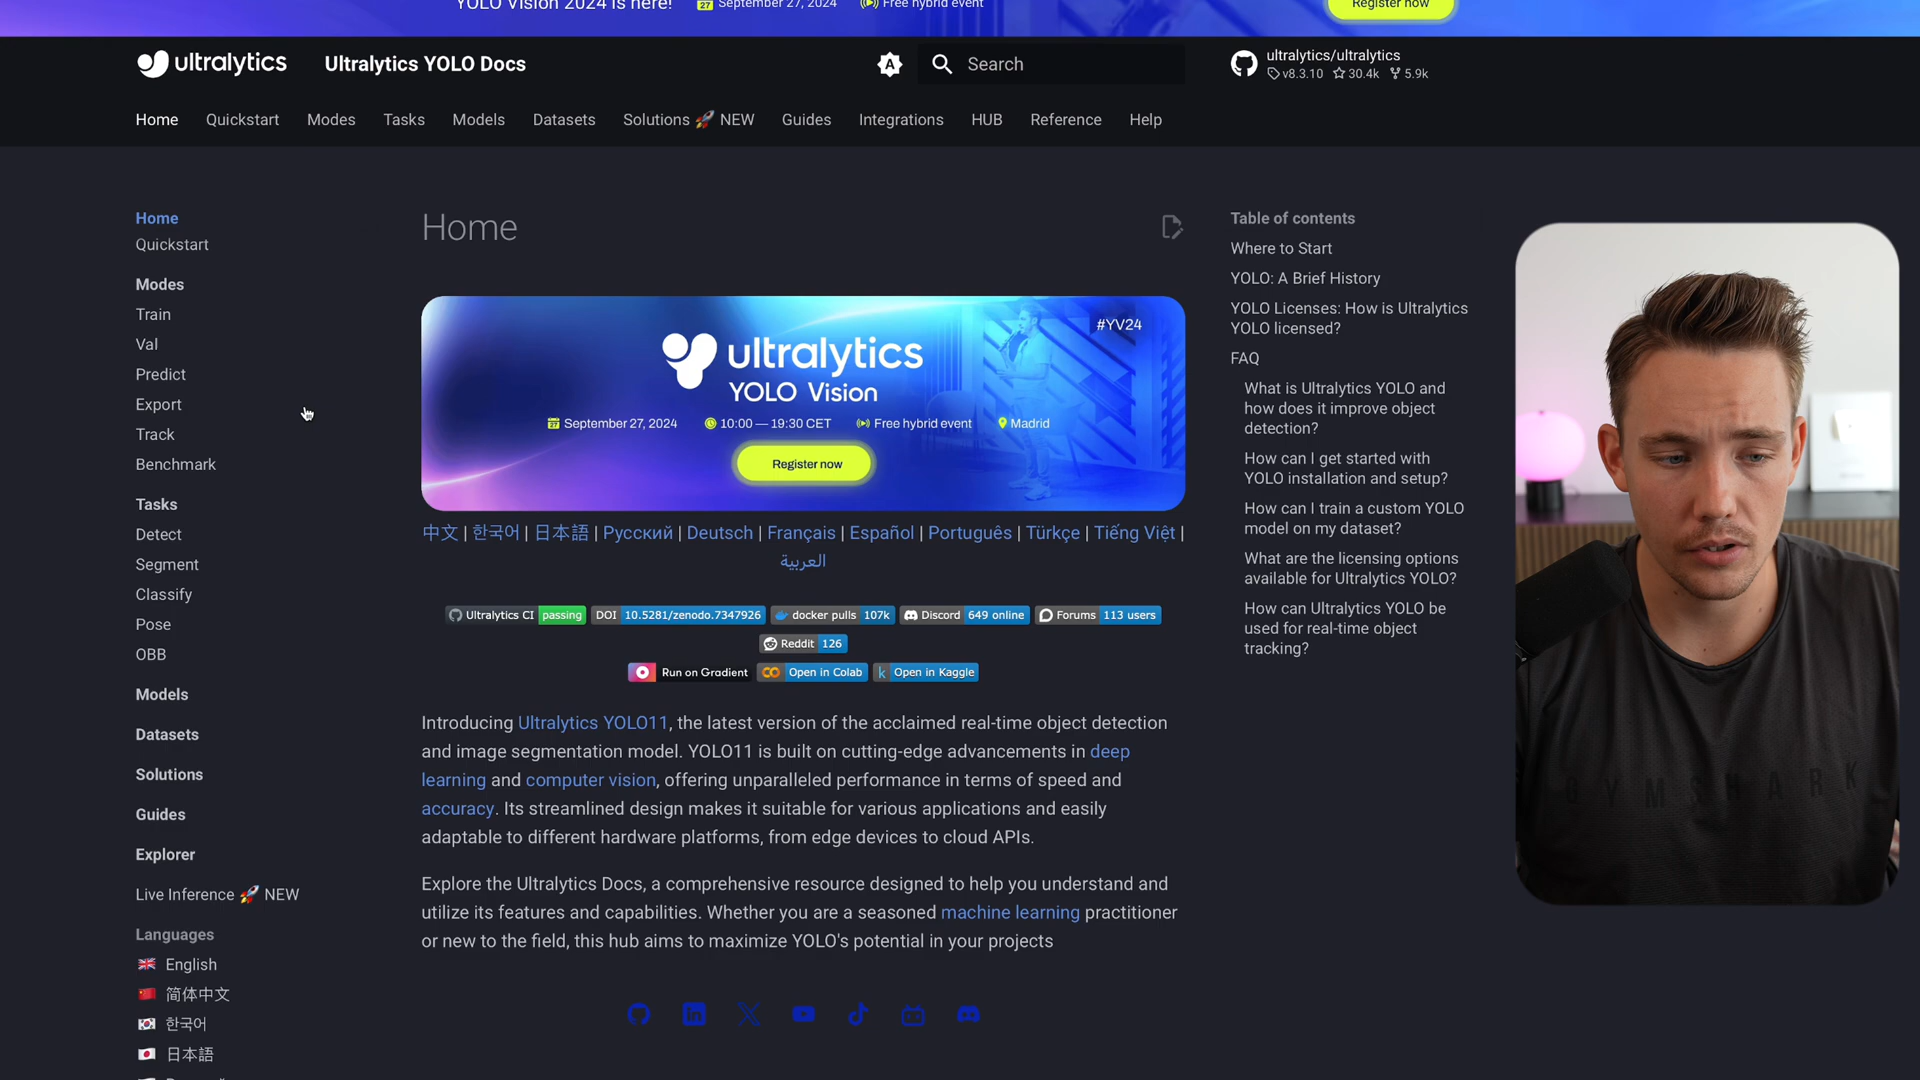 YOLO Vision 2024 is here! September 27, 2024 Free hybrid event Register now
ultralytics Ultralytics YOLO Docs
Search
ultralytics/ultralytics
v8.3.10 30.4k 5.9k
Home Quickstart Modes Tasks Models Datasets Solutions 🚀 NEW Guides Integrations HUB Reference Help
Home
Quickstart
Modes
Train
Val
Predict
Export
Track
Benchmark
Tasks
Detect
Segment
Classify
Pose
OBB
Models
Datasets
Solutions
Guides
Explorer
Live Inference 🚀 NEW
Languages
English
简体中文
한국어
日本語
Home
#YV24
ultralytics
YOLO Vision
September 27, 2024 10:00 — 19:30 CET Free hybrid event Madrid
Register now
中文 | 한국어 | 日本語 | Русский | Deutsch | Français | Español | Português | Türkçe | Tiếng Việt |
العربية
Ultralytics CI passing DOI 10.5281/zenodo.7347926 docker pulls 107k Discord 649 online Forums 113 users
Reddit 126
Run on Gradient Open in Colab Open in Kaggle
Introducing Ultralytics YOLO11, the latest version of the acclaimed real-time object detection
and image segmentation model. YOLO11 is built on cutting-edge advancements in deep
learning and computer vision, offering unparalleled performance in terms of speed and
accuracy. Its streamlined design makes it suitable for various applications and easily
adaptable to different hardware platforms, from edge devices to cloud APIs.
Explore the Ultralytics Docs, a comprehensive resource designed to help you understand and
utilize its features and capabilities. Whether you are a seasoned machine learning practitioner
or new to the field, this hub aims to maximize YOLO's potential in your projects
Table of contents
Where to Start
YOLO: A Brief History
YOLO Licenses: How is Ultralytics
YOLO licensed?
FAQ
What is Ultralytics YOLO and
how does it improve object
detection?
How can I get started with
YOLO installation and setup?
How can I train a custom YOLO
model on my dataset?
What are the licensing options
available for Ultralytics YOLO?
How can Ultralytics YOLO be
used for real-time object
tracking?
GYMSHARK